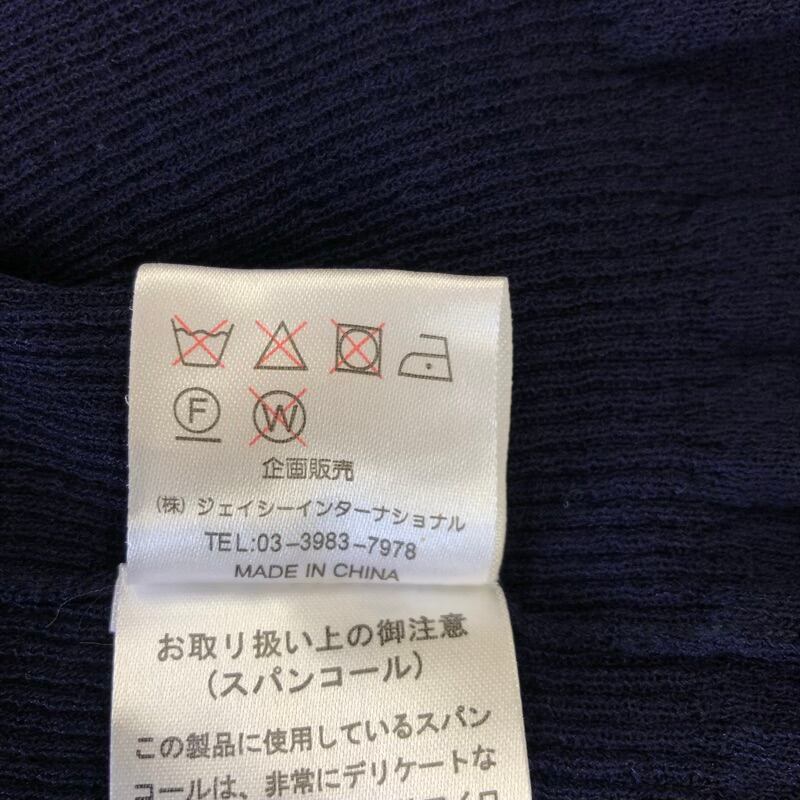 F W
企画販売
(株) ジェイシーインターナショナル
TEL:03-3983-7978
MADE IN CHINA
お取り扱い上の御注意
(スパンコール)
この製品に使用しているスパン
コールは、非常にデリケートな